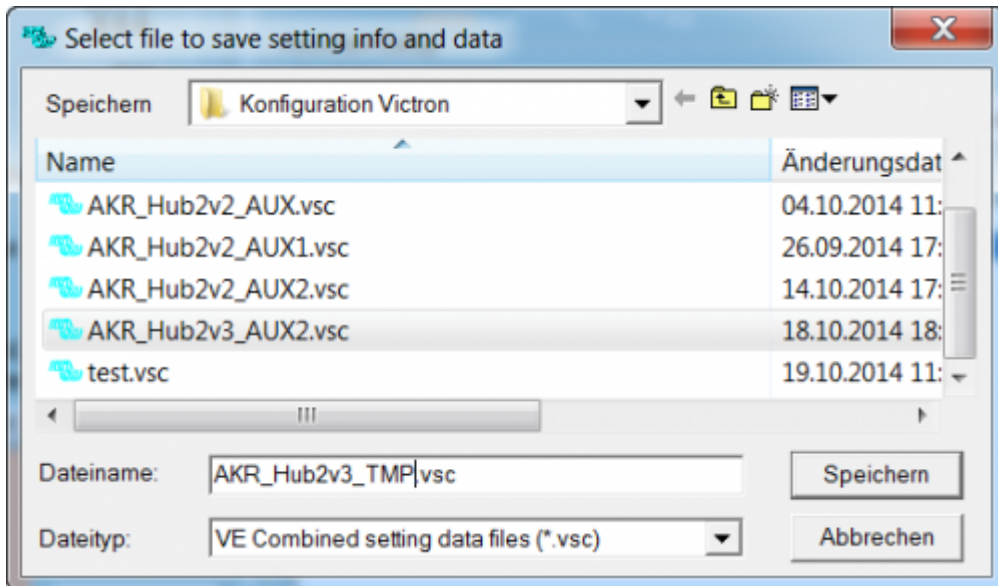 Select file to save setting info and data
Speichern Konfiguration Victron
Name Änderungsdat
AKR_Hub2v2_AUX.vsc 04.10.2014 11:
AKR_Hub2v2_AUX1.vsc 26.09.2014 17:
AKR_Hub2v2_AUX2.vsc 14.10.2014 17:
AKR_Hub2v3_AUX2.vsc 18.10.2014 18:
test.vsc 19.10.2014 11:
Dateiname: AKR_Hub2v3_TMP.vsc Speichern
Dateityp: VE Combined setting data files (*.vsc) Abbrechen